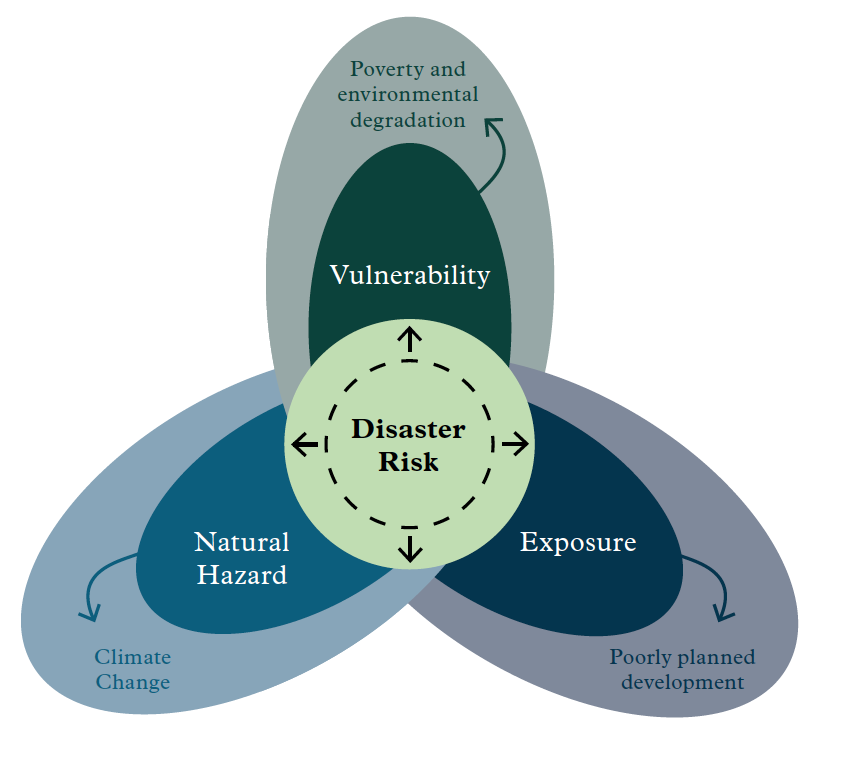 Poverty and
environmental
degradation
Vulnerability
Disaster
Risk
Natural
Hazard
Exposure
Climate
Change
Poorly planned
development